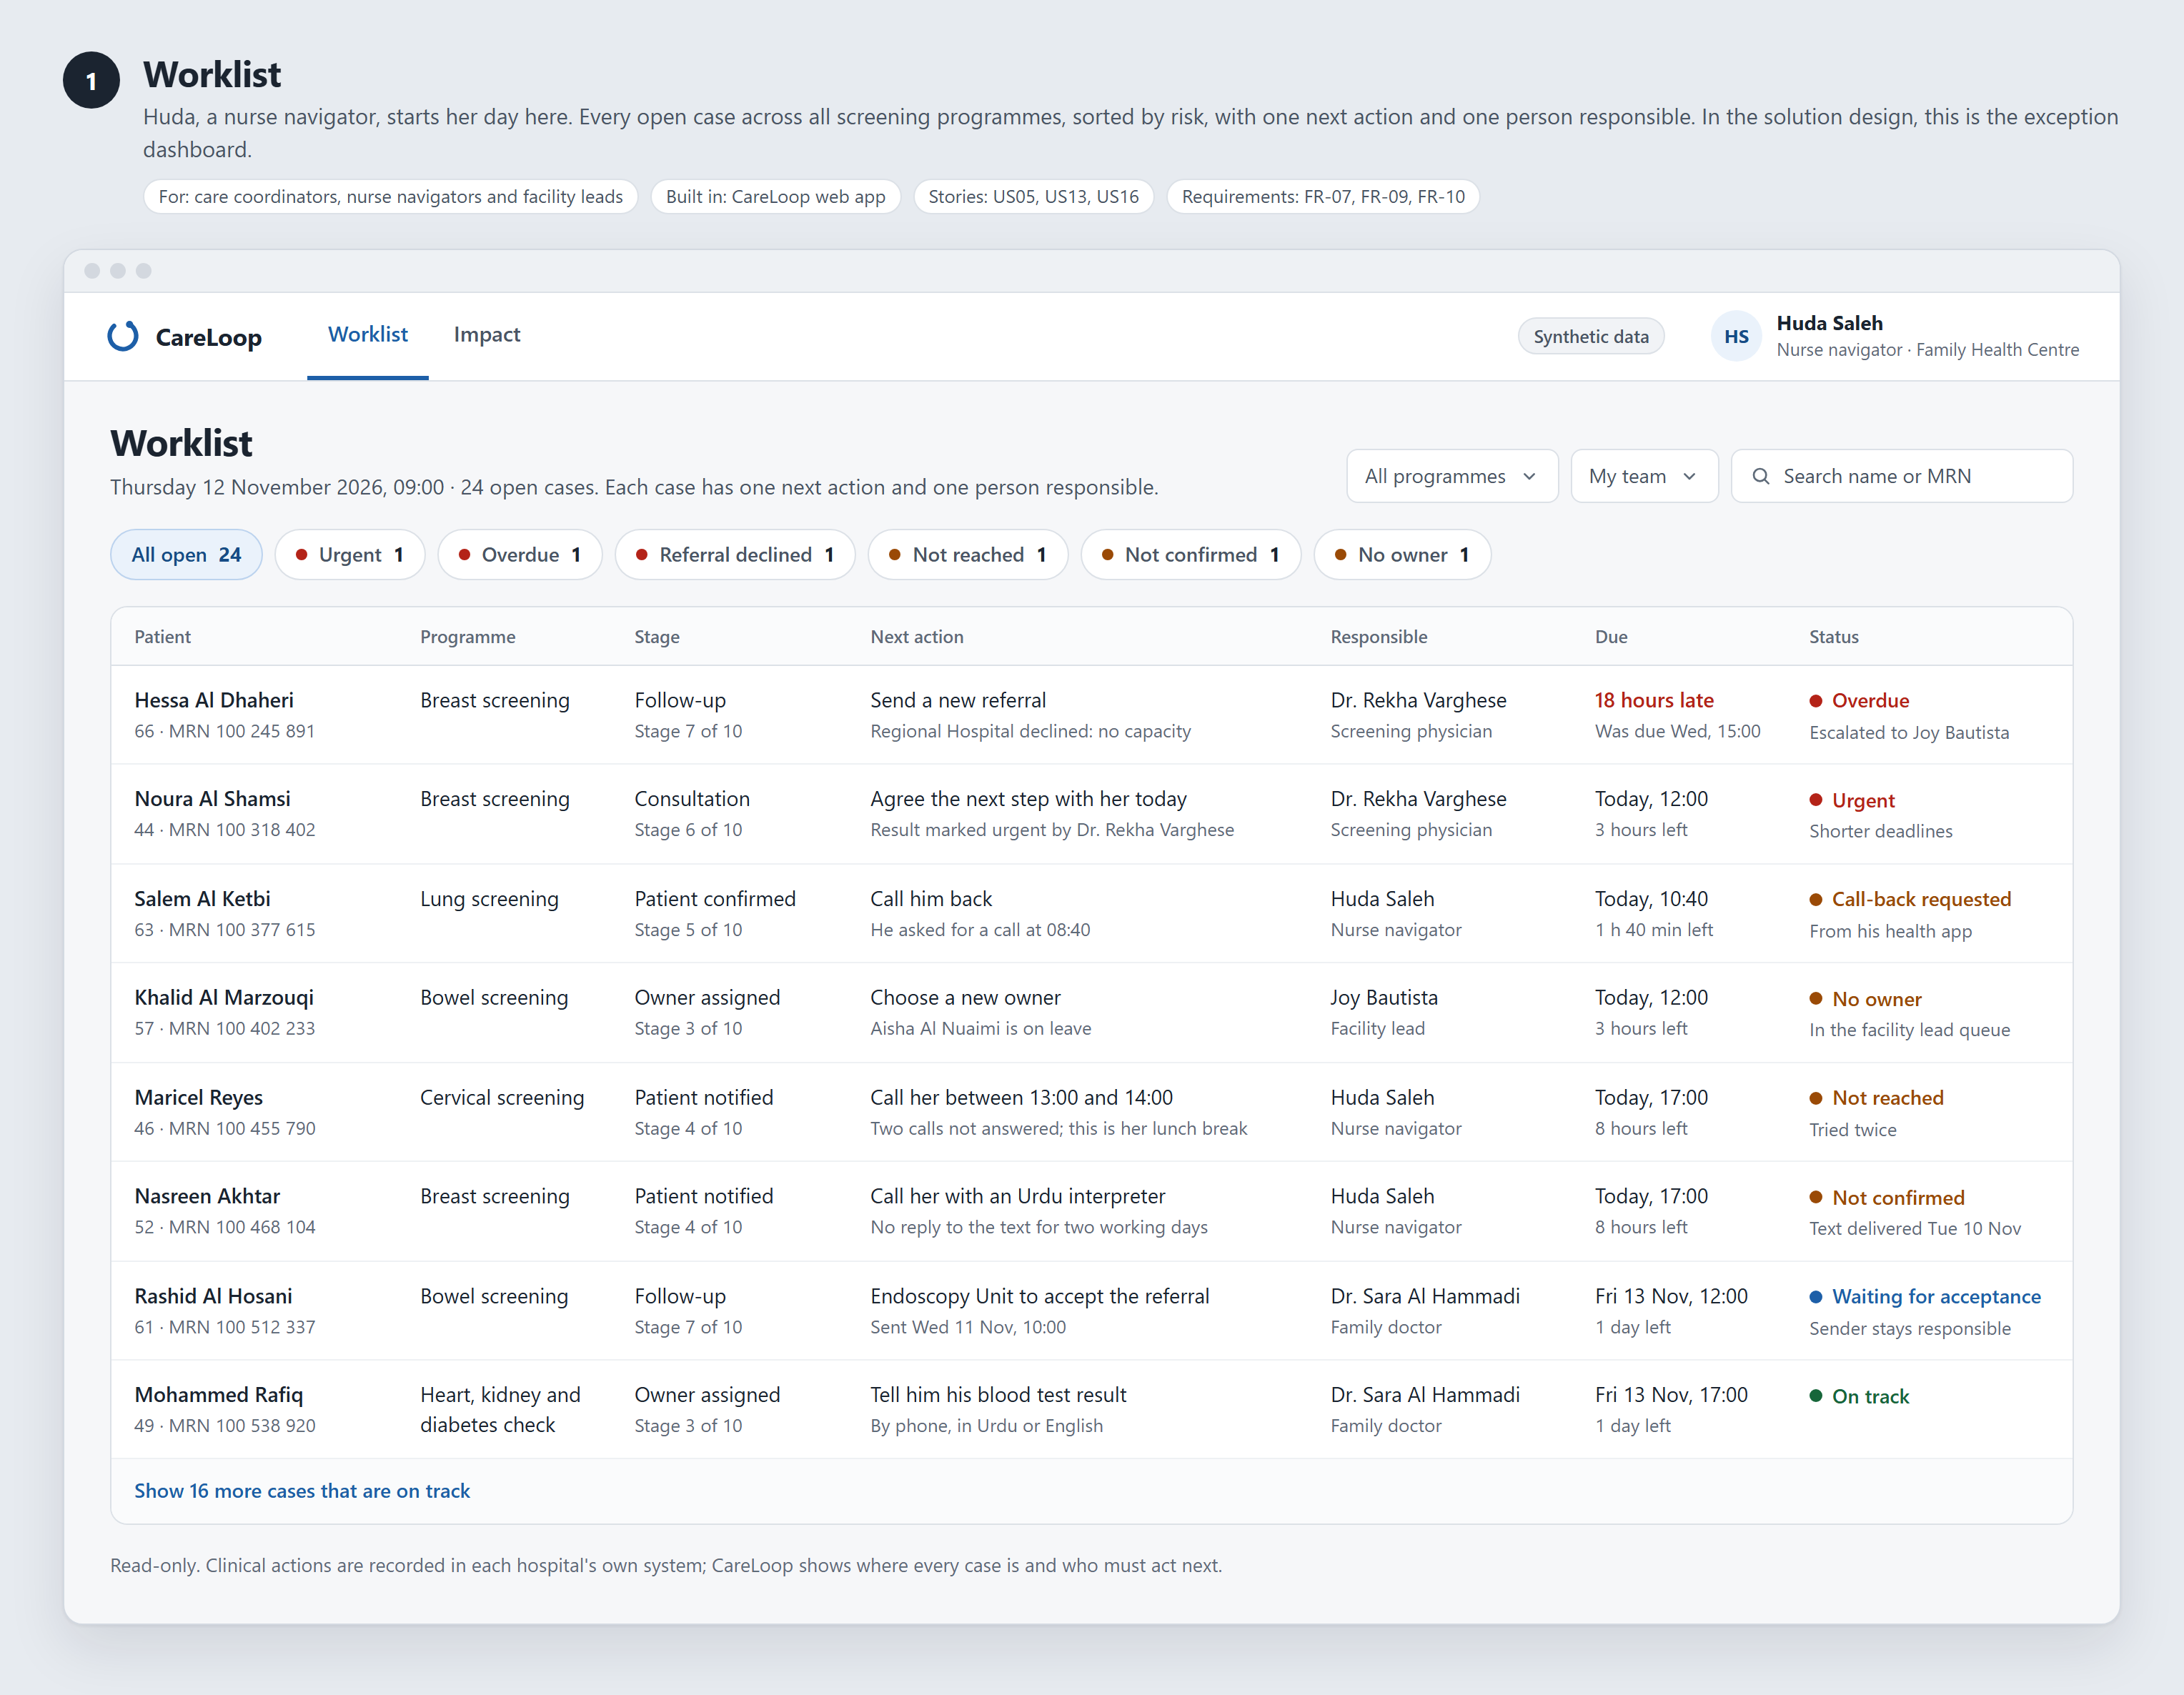 1
Worklist
Huda, a nurse navigator, starts her day here. Every open case across all screening programmes, sorted by risk, with one next action and one person responsible. In the solution design, this is the exception
dashboard.
For: care coordinators, nurse navigators and facility leads
Built in: CareLoop web app
Stories: US05, US13, US16
Requirements: FR-07, FR-09, FR-10
CareLoop
Worklist
Impact
Synthetic data
HS
Huda Saleh
Nurse navigator · Family Health Centre
Worklist
Thursday 12 November 2026, 09:00 · 24 open cases. Each case has one next action and one person responsible.
All programmes
My team
Search name or MRN
All open 24
Urgent 1
Overdue 1
Referral declined 1
Not reached 1
Not confirmed 1
No owner 1
Patient Programme Stage Next action Responsible Due Status
Hessa Al Dhaheri Breast screening Follow-up Send a new referral Dr. Rekha Varghese 18 hours late Overdue
66 · MRN 100 245 891 Stage 7 of 10 Regional Hospital declined: no capacity Screening physician Was due Wed, 15:00 Escalated to Joy Bautista
Noura Al Shamsi Breast screening Consultation Agree the next step with her today Dr. Rekha Varghese Today, 12:00 Urgent
44 · MRN 100 318 402 Stage 6 of 10 Result marked urgent by Dr. Rekha Varghese Screening physician 3 hours left Shorter deadlines
Salem Al Ketbi Lung screening Patient confirmed Call him back Huda Saleh Today, 10:40 Call-back requested
63 · MRN 100 377 615 Stage 5 of 10 He asked for a call at 08:40 Nurse navigator 1 h 40 min left From his health app
Khalid Al Marzouqi Bowel screening Owner assigned Choose a new owner Joy Bautista Today, 12:00 No owner
57 · MRN 100 402 233 Stage 3 of 10 Aisha Al Nuaimi is on leave Facility lead 3 hours left In the facility lead queue
Maricel Reyes Cervical screening Patient notified Call her between 13:00 and 14:00 Huda Saleh Today, 17:00 Not reached
46 · MRN 100 455 790 Stage 4 of 10 Two calls not answered; this is her lunch break Nurse navigator 8 hours left Tried twice
Nasreen Akhtar Breast screening Patient notified Call her with an Urdu interpreter Huda Saleh Today, 17:00 Not confirmed
52 · MRN 100 468 104 Stage 4 of 10 No reply to the text for two working days Nurse navigator 8 hours left Text delivered Tue 10 Nov
Rashid Al Hosani Bowel screening Follow-up Endoscopy Unit to accept the referral Dr. Sara Al Hammadi Fri 13 Nov, 12:00 Waiting for acceptance
61 · MRN 100 512 337 Stage 7 of 10 Sent Wed 11 Nov, 10:00 Family doctor 1 day left Sender stays responsible
Mohammed Rafiq Heart, kidney and Owner assigned Tell him his blood test result Dr. Sara Al Hammadi Fri 13 Nov, 17:00 On track
49 · MRN 100 538 920 diabetes check Stage 3 of 10 By phone, in Urdu or English Family doctor 1 day left
Show 16 more cases that are on track
Read-only. Clinical actions are recorded in each hospital's own system; CareLoop shows where every case is and who must act next.